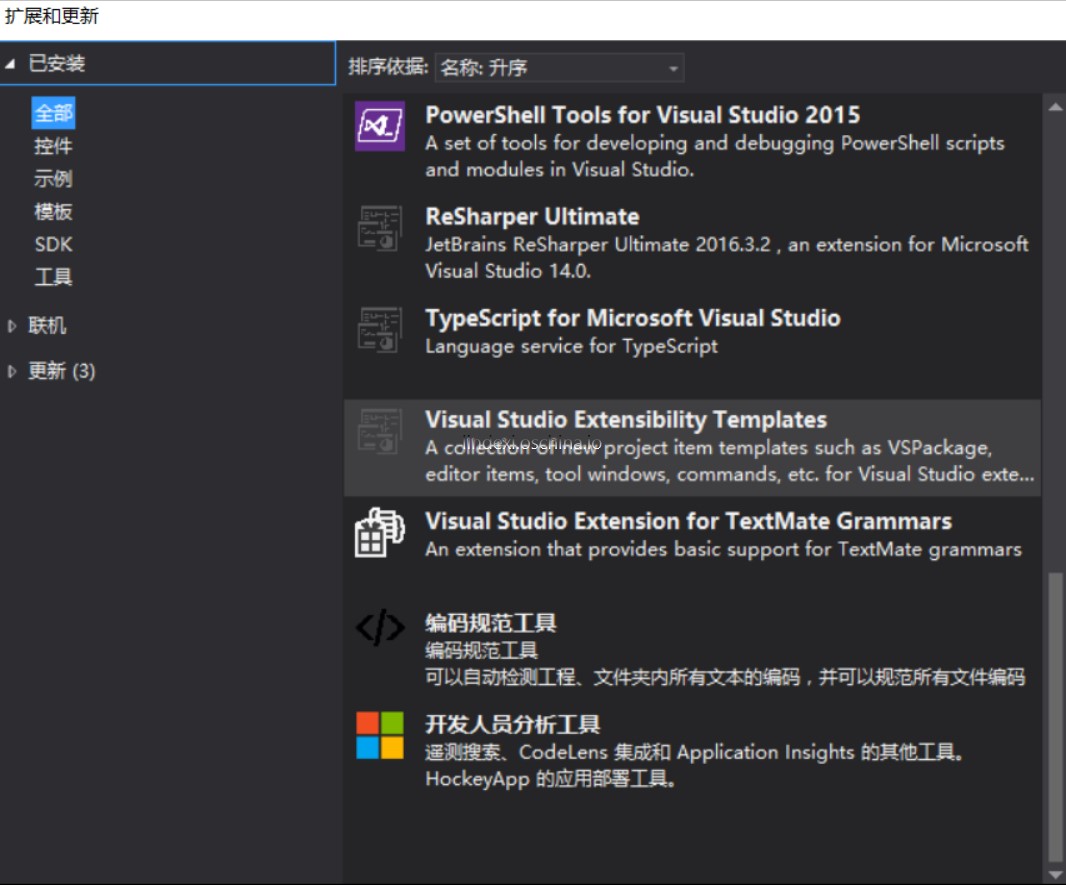 扩展和更新
已安装
全部
控件
示例
模板
SDK
工具
联机
更新 (3)
排序依据: 名称: 升序
PowerShell Tools for Visual Studio 2015
A set of tools for developing and debugging PowerShell scripts
and modules in Visual Studio.
ReSharper Ultimate
JetBrains ReSharper Ultimate 2016.3.2 , an extension for Microsoft
Visual Studio 14.0.
TypeScript for Microsoft Visual Studio
Language service for TypeScript
Visual Studio Extensibility Templates
lindexi.oschina.io
A collection of new project item templates such as VSPackage,
editor items, tool windows, commands, etc. for Visual Studio exte...
Visual Studio Extension for TextMate Grammars
An extension that provides basic support for TextMate grammars
编码规范工具
编码规范工具
可以自动检测工程、文件夹内所有文本的编码，并可以规范所有文件编码
开发人员分析工具
遥测搜索、CodeLens 集成和 Application Insights 的其他工具。
HockeyApp 的应用部署工具。